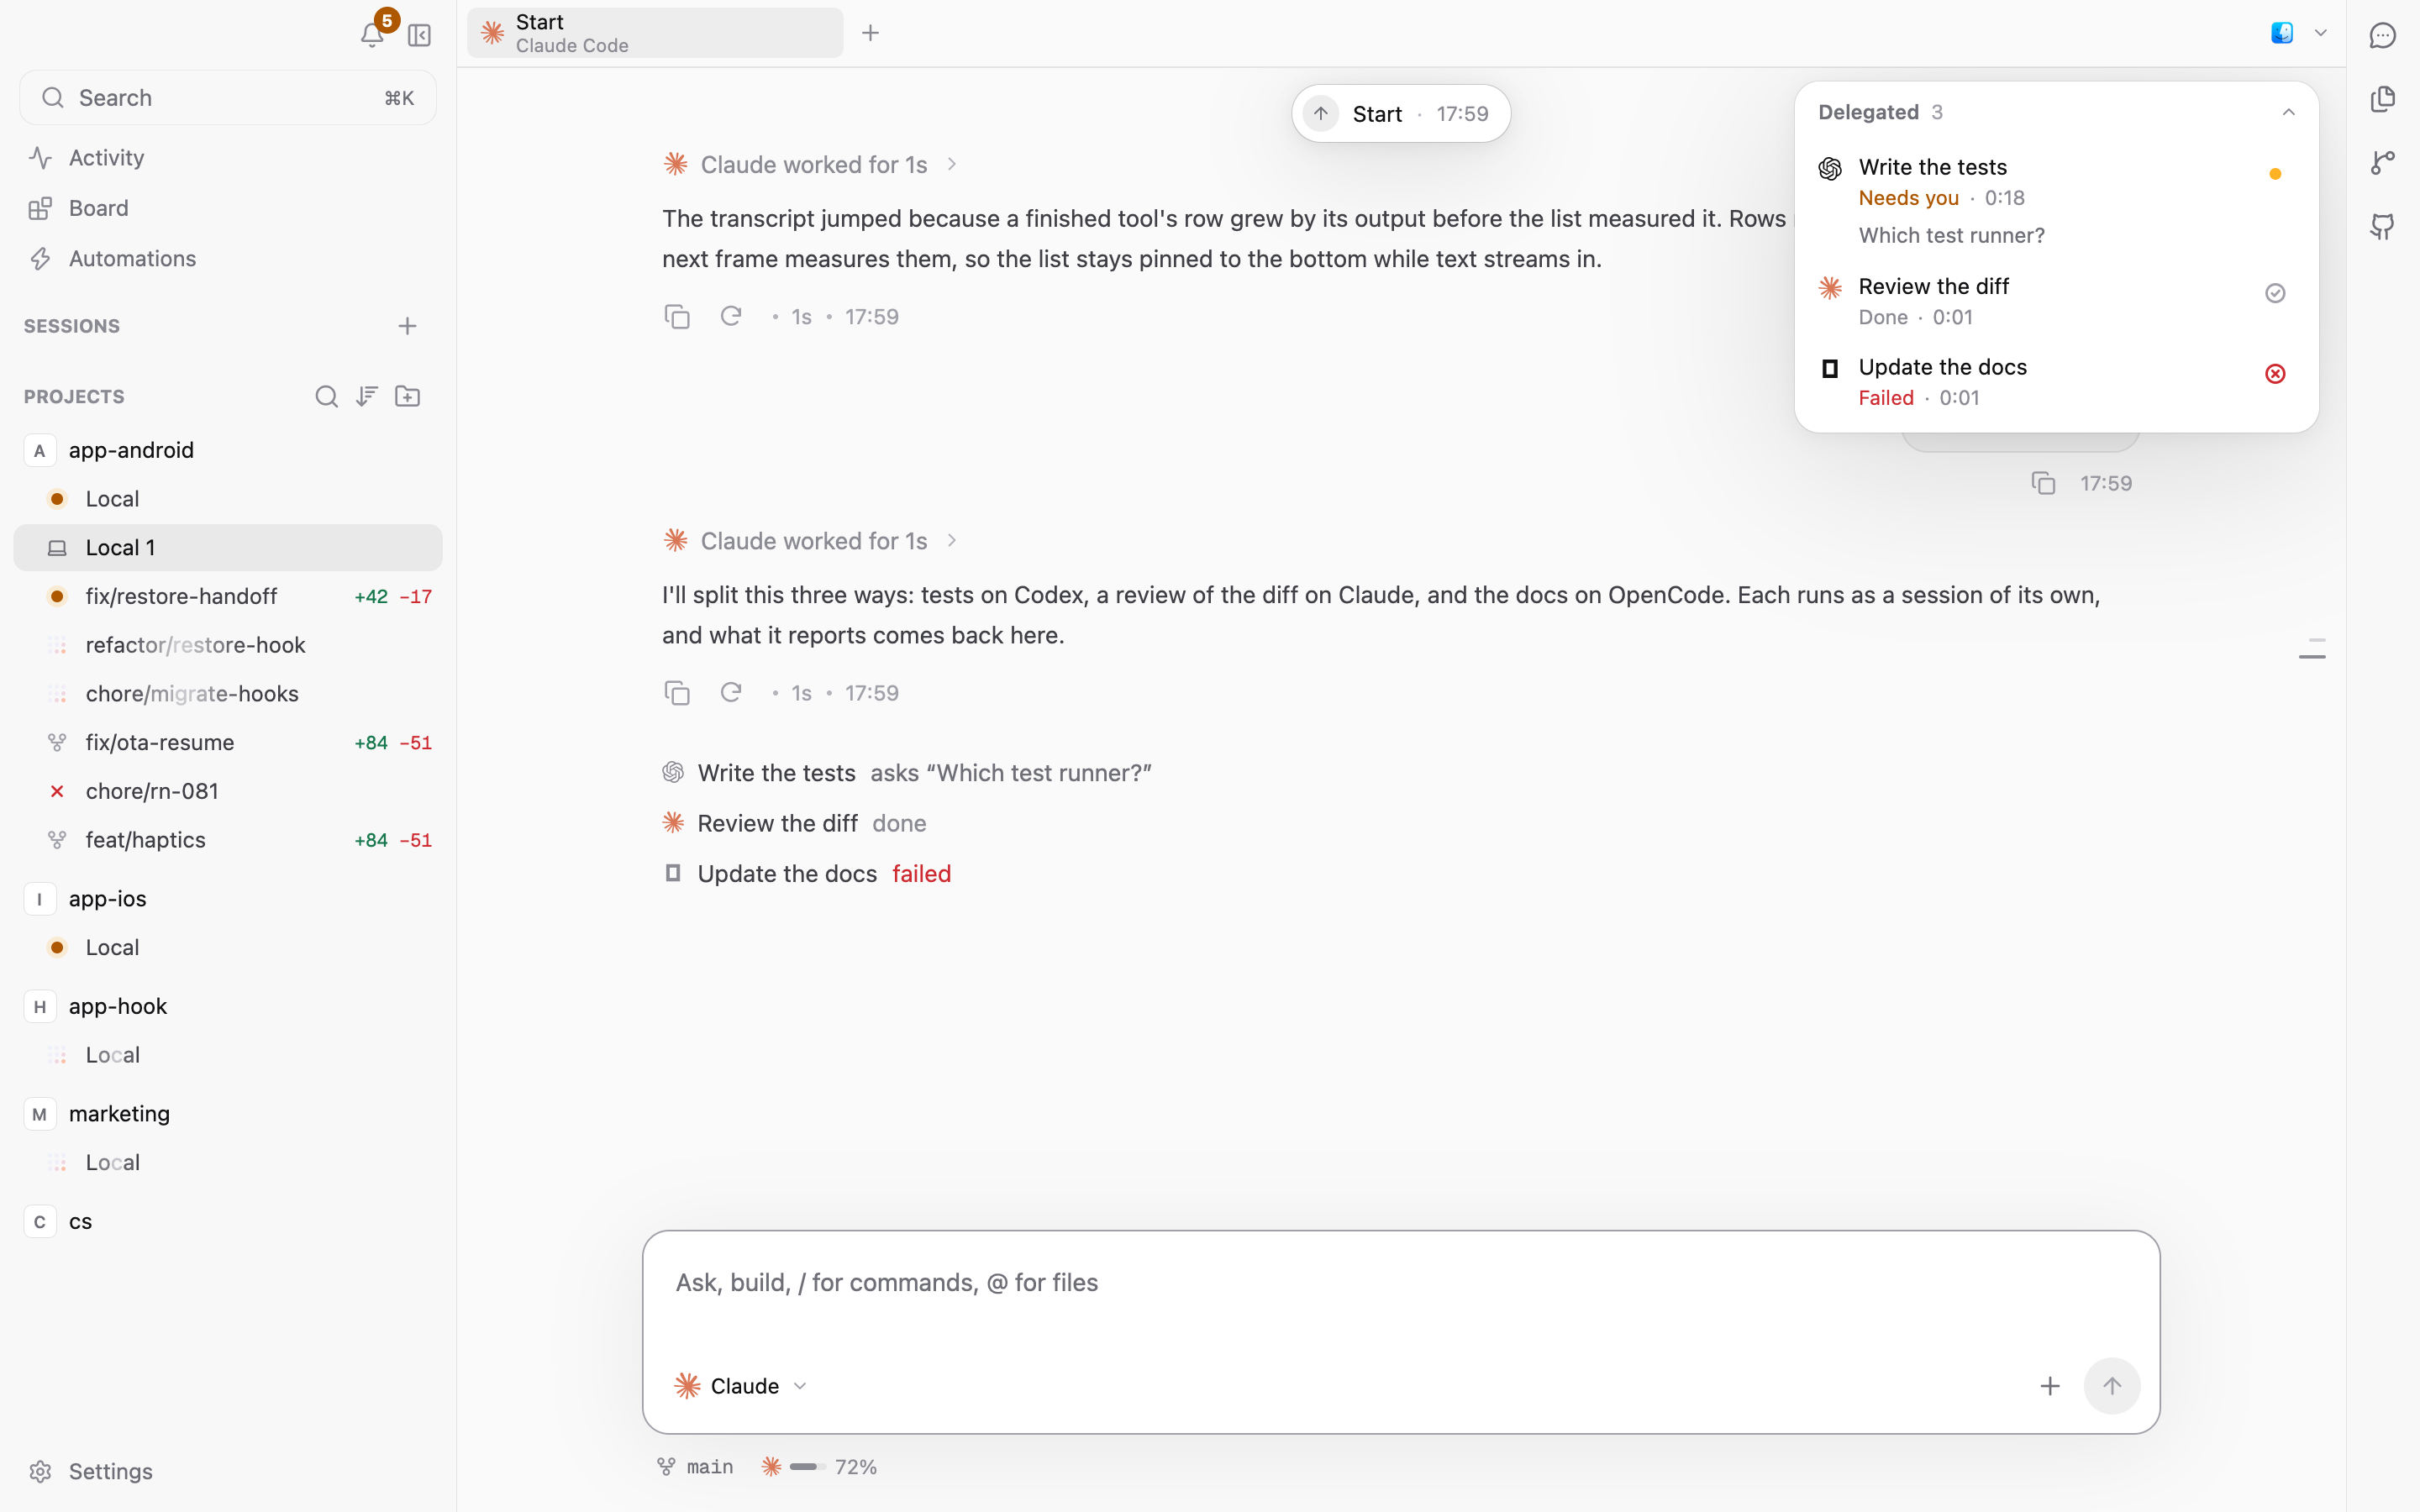 5
Search ⌘K
Activity
Board
Automations
SESSIONS
PROJECTS
A app-android
Local
Local 1
fix/restore-handoff +42 −17
refactor/restore-hook
chore/migrate-hooks
fix/ota-resume +84 −51
chore/rn-081
feat/haptics +84 −51
I app-ios
Local
H app-hook
Local
M marketing
Local
C cs
Settings
Start
Claude Code
Start · 17:59
Claude worked for 1s
The transcript jumped because a finished tool's row grew by its output before the list measured it. Rows
next frame measures them, so the list stays pinned to the bottom while text streams in.
• 1s • 17:59
17:59
Claude worked for 1s
I'll split this three ways: tests on Codex, a review of the diff on Claude, and the docs on OpenCode. Each runs as a session of its own,
and what it reports comes back here.
• 1s • 17:59
Write the tests asks “Which test runner?”
Review the diff done
Update the docs failed
Ask, build, / for commands, @ for files
Claude
main 72%
Delegated 3
Write the tests
Needs you · 0:18
Which test runner?
Review the diff
Done · 0:01
Update the docs
Failed · 0:01